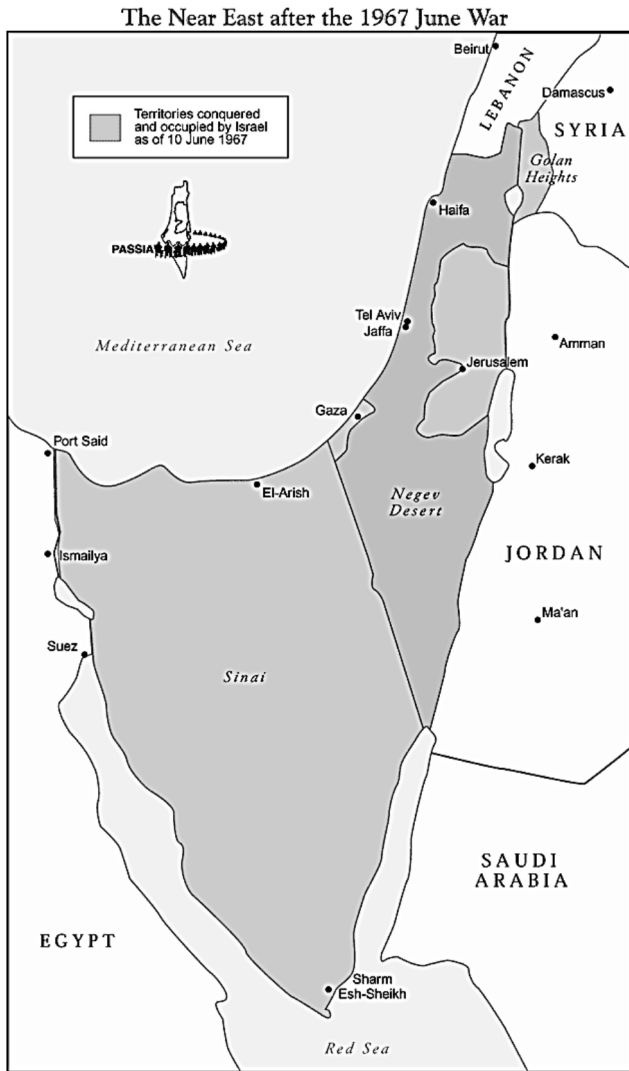 The Near East after the 1967 June War
Beirut
LEBANON
Damascus
SYRIA
Territories conquered
and occupied by Israel
as of 10 June 1967
Golan
Heights
Haifa
PASSIA
Tel Aviv
Jaffa
Mediterranean Sea
Amman
Jerusalem
Gaza
Port Said
Kerak
El-Arish
Negev
Desert
Ismailya
JORDAN
Ma'an
Suez
Sinai
SAUDI
ARABIA
EGYPT
Sharm
Esh-Sheikh
Red Sea